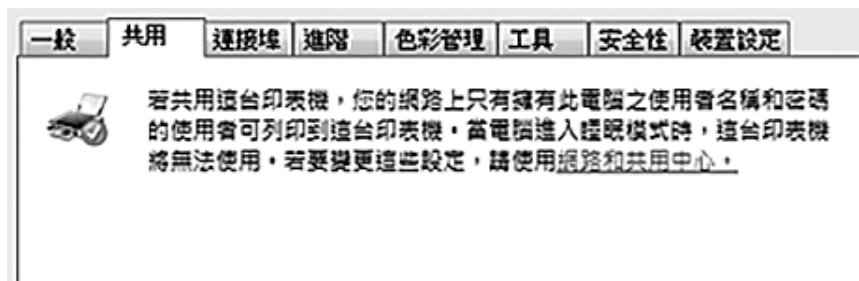 一般 共用 連接埠 進階 色彩管理 工具 安全性 裝置設定
若共用這台印表機，您的網路上只有擁有此電腦之使用者名稱和密碼
的使用者可列印到這台印表機。當電腦進入睡眠模式時，這台印表機
將無法使用。若要變更這些設定，請使用網路和共用中心。